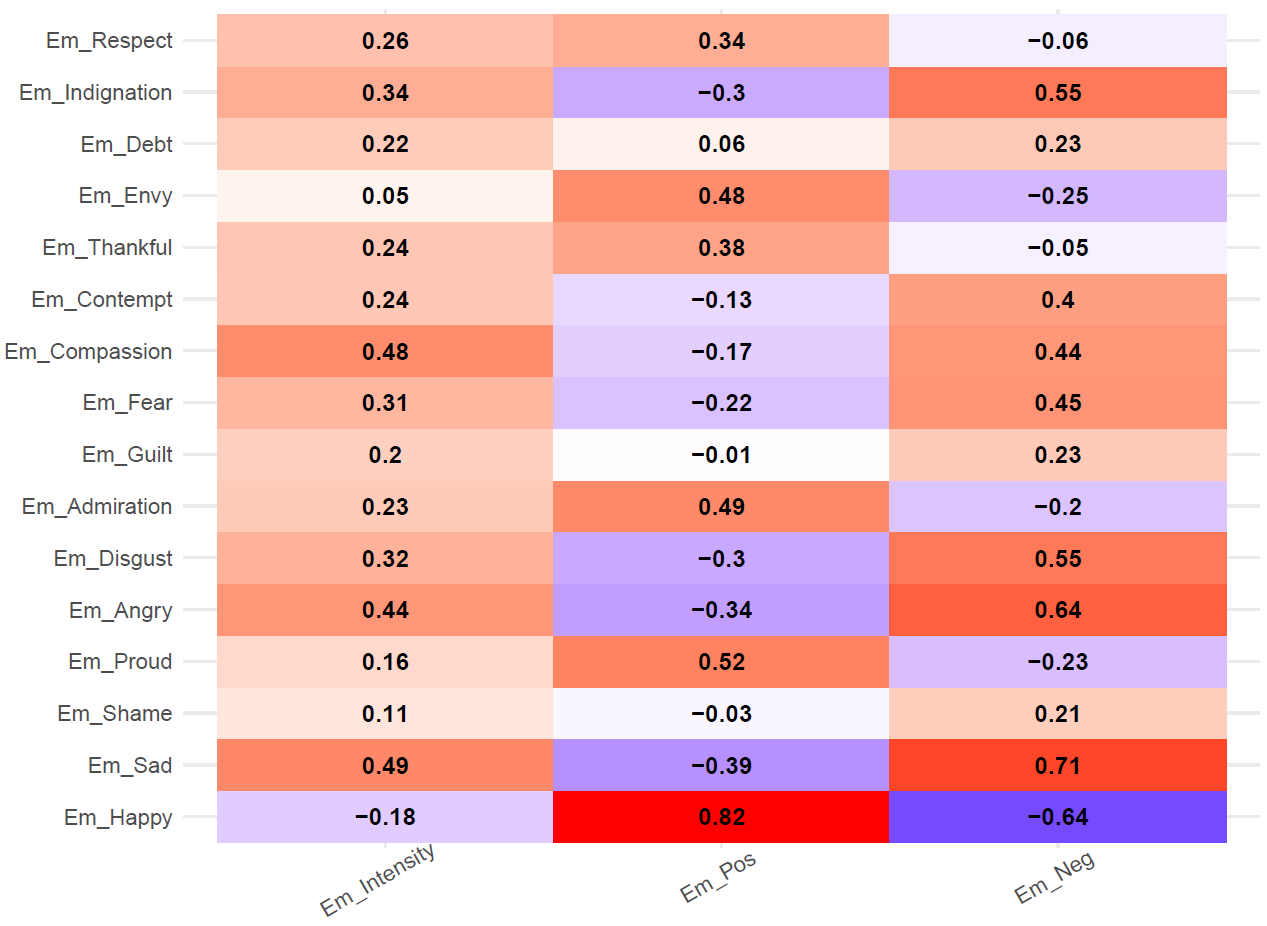 Em_Respect 0.26 0.34 −0.06
Em_Indignation 0.34 −0.3 0.55
Em_Debt 0.22 0.06 0.23
Em_Envy 0.05 0.48 −0.25
Em_Thankful 0.24 0.38 −0.05
Em_Contempt 0.24 −0.13 0.4
Em_Compassion 0.48 −0.17 0.44
Em_Fear 0.31 −0.22 0.45
Em_Guilt 0.2 −0.01 0.23
Em_Admiration 0.23 0.49 −0.2
Em_Disgust 0.32 −0.3 0.55
Em_Angry 0.44 −0.34 0.64
Em_Proud 0.16 0.52 −0.23
Em_Shame 0.11 −0.03 0.21
Em_Sad 0.49 −0.39 0.71
Em_Happy −0.18 0.82 −0.64
Em_Intensity Em_Pos Em_Neg